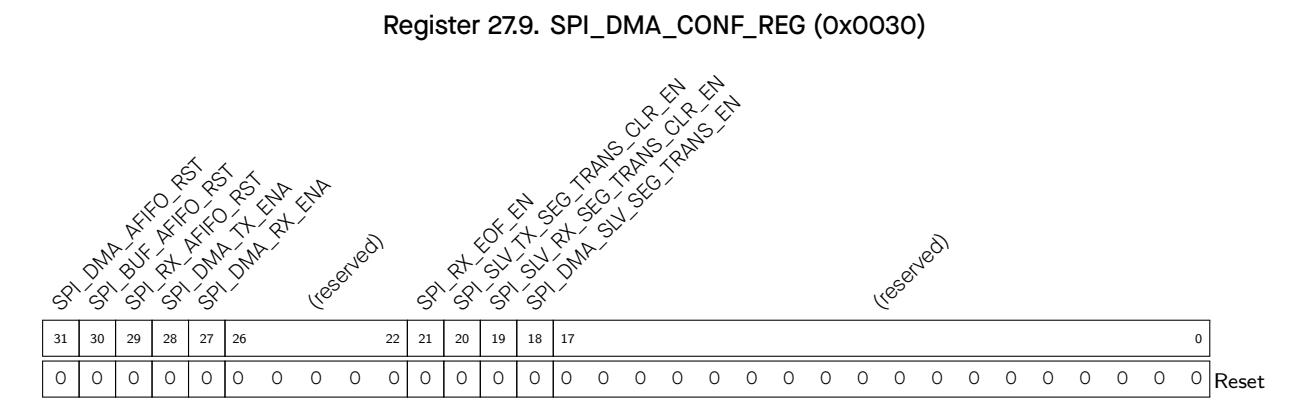 Register 27.9. SPI_DMA_CONF_REG (0x0030)
SPI_DMA_AFIFO_RST
SPI_BUF_AFIFO_RST
SPI_RX_AFIFO_RST
SPI_DMA_TX_ENA
SPI_DMA_RX_ENA
(reserved)
SPI_RX_EOF_EN
SPI_SLV_TX_SEG_TRANS_CLR_EN
SPI_SLV_RX_SEG_TRANS_CLR_EN
SPI_DMA_SLV_SEG_TRANS_EN
(reserved)
31 30 29 28 27 26 22 21 20 19 18 17 0
0 0 0 0 0 0 0 0 0 0 0 0 0 0 0 0 0 0 0 0 0 0 0 0 0 0 0 0 0 0 0 0 Reset